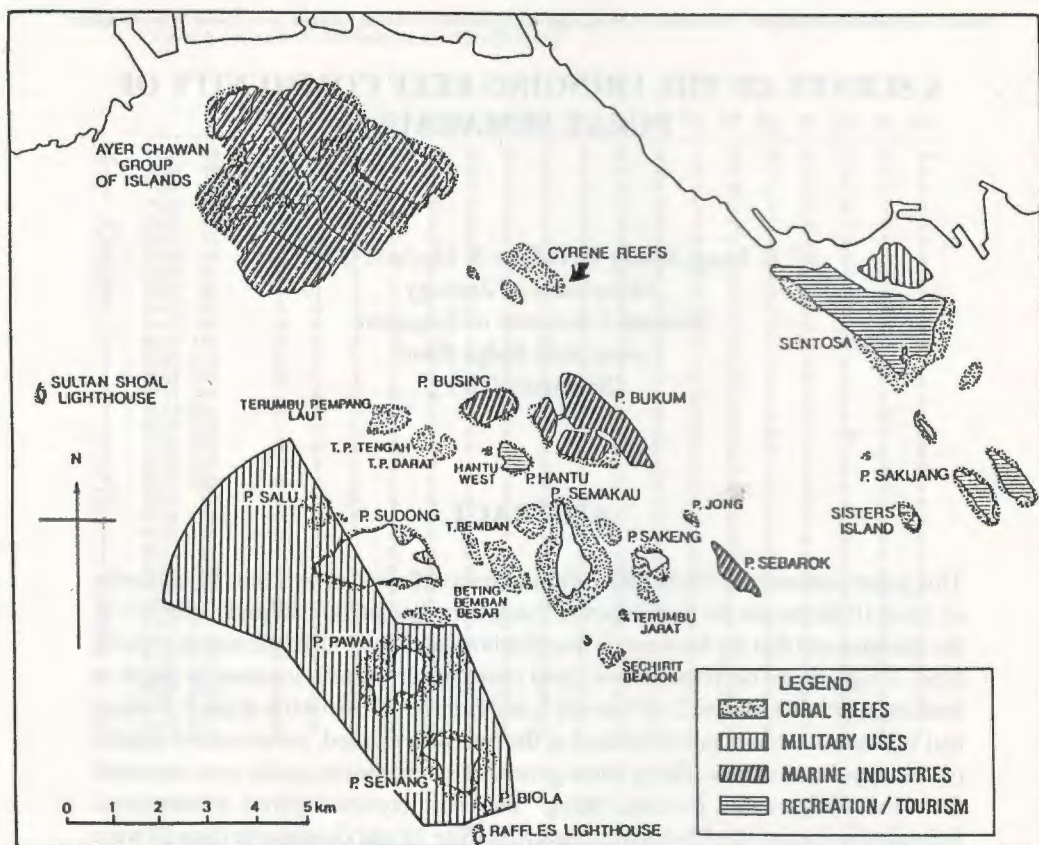 AYER CHAWAN
GROUP
OF ISLANDS
CYRENE REEFS
SENTOSA
SULTAN SHOAL
LIGHTHOUSE
P. BUSING
P. BUKUM
TERUMBU PEMPANG
LAUT
T. P. TENGAH
T. P. DARAT
HANTU
WEST
P. HANTU
P. SEMAKAU
P. SAKIJANG
N
P. SALU
P. SUDONG
T. BEMBAN
P. JONG
SISTERS'
ISLAND
P. SAKENG
P. SEBAROK
BETING
BEMBAN
BESAR
TERUMBU
JARAT
P. PAWAI
SECHIRIT
BEACON
P. SENANG
P. BIOLA
RAFFLES LIGHTHOUSE
0 2 3 4 5 km
LEGEND
CORAL REEFS
MILITARY USES
MARINE INDUSTRIES
RECREATION / TOURISM